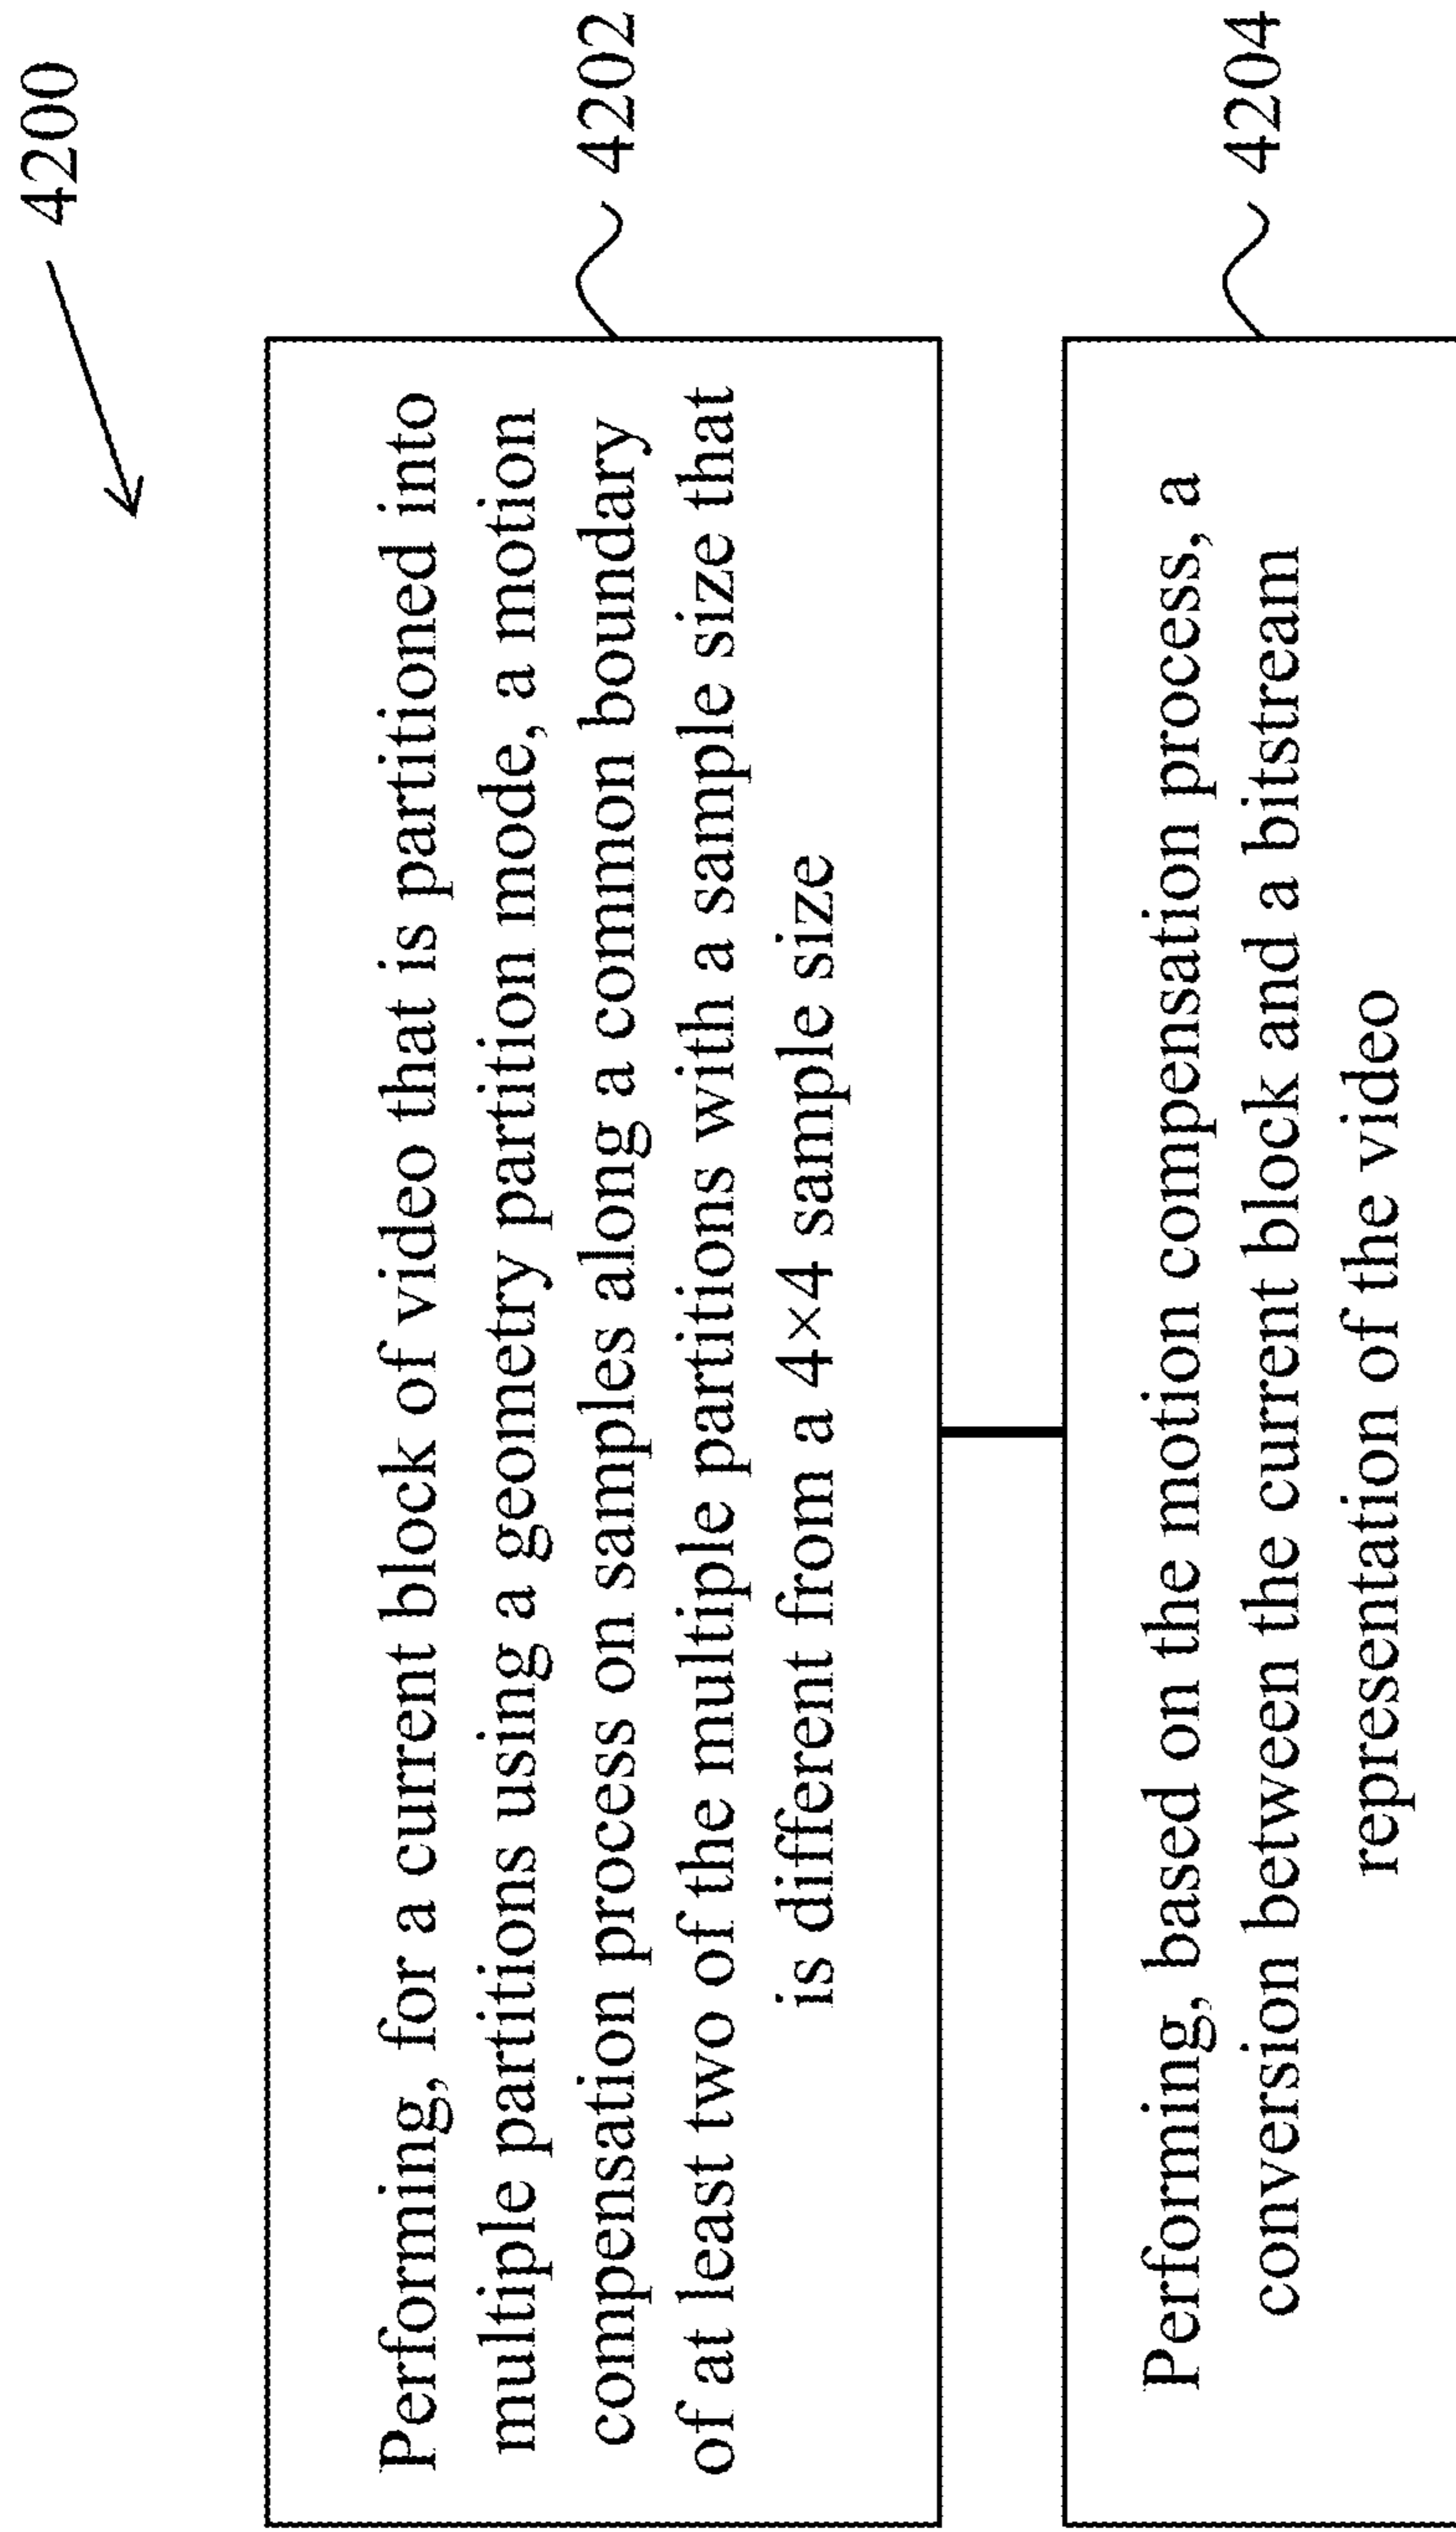 4200
Performing, for a current block of video that is partitioned into
multiple partitions using a geometry partition mode, a motion
compensation process on samples along a common boundary
of at least two of the multiple partitions with a sample size that
is different from a 4×4 sample size
4202
Performing, based on the motion compensation process, a
conversion between the current block and a bitstream
representation of the video
4204